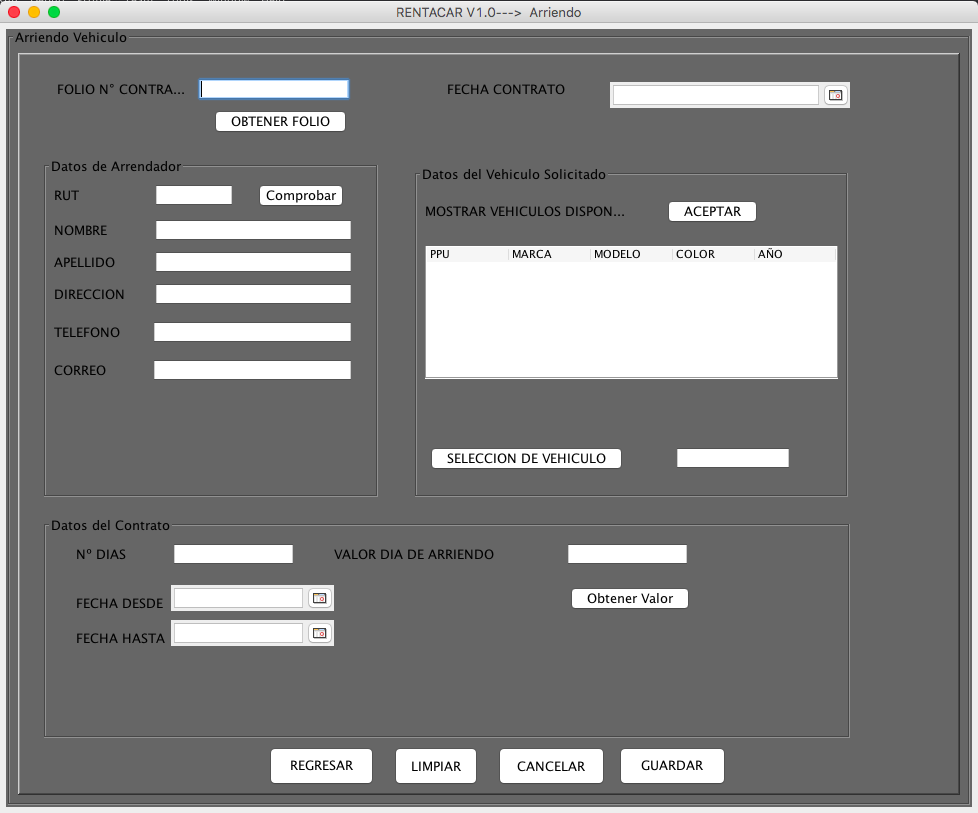 RENTACAR V1.0---> Arriendo
Arriendo Vehiculo
FOLIO N° CONTRA...
FECHA CONTRATO
OBTENER FOLIO
Datos de Arrendador
RUT
Comprobar
NOMBRE
APELLIDO
DIRECCION
TELEFONO
CORREO
Datos del Vehiculo Solicitado
MOSTRAR VEHICULOS DISPON...
ACEPTAR
PPU MARCA MODELO COLOR AÑO
SELECCION DE VEHICULO
Datos del Contrato
Nº DIAS
VALOR DIA DE ARRIENDO
FECHA DESDE
Obtener Valor
FECHA HASTA
REGRESAR
LIMPIAR
CANCELAR
GUARDAR